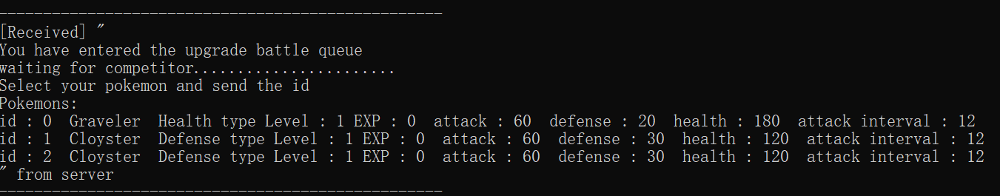 --------------------------------------------------
[Received] "
You have entered the upgrade battle queue
waiting for competitor.......................
Select your pokemon and send the id
Pokemons:
id : 0  Graveler  Health type Level : 1 EXP : 0  attack : 60  defense : 20  health : 180  attack interval : 12
id : 1  Cloyster  Defense type Level : 1 EXP : 0  attack : 60  defense : 30  health : 120  attack interval : 12
id : 2  Cloyster  Defense type Level : 1 EXP : 0  attack : 60  defense : 30  health : 120  attack interval : 12
" from server
--------------------------------------------------